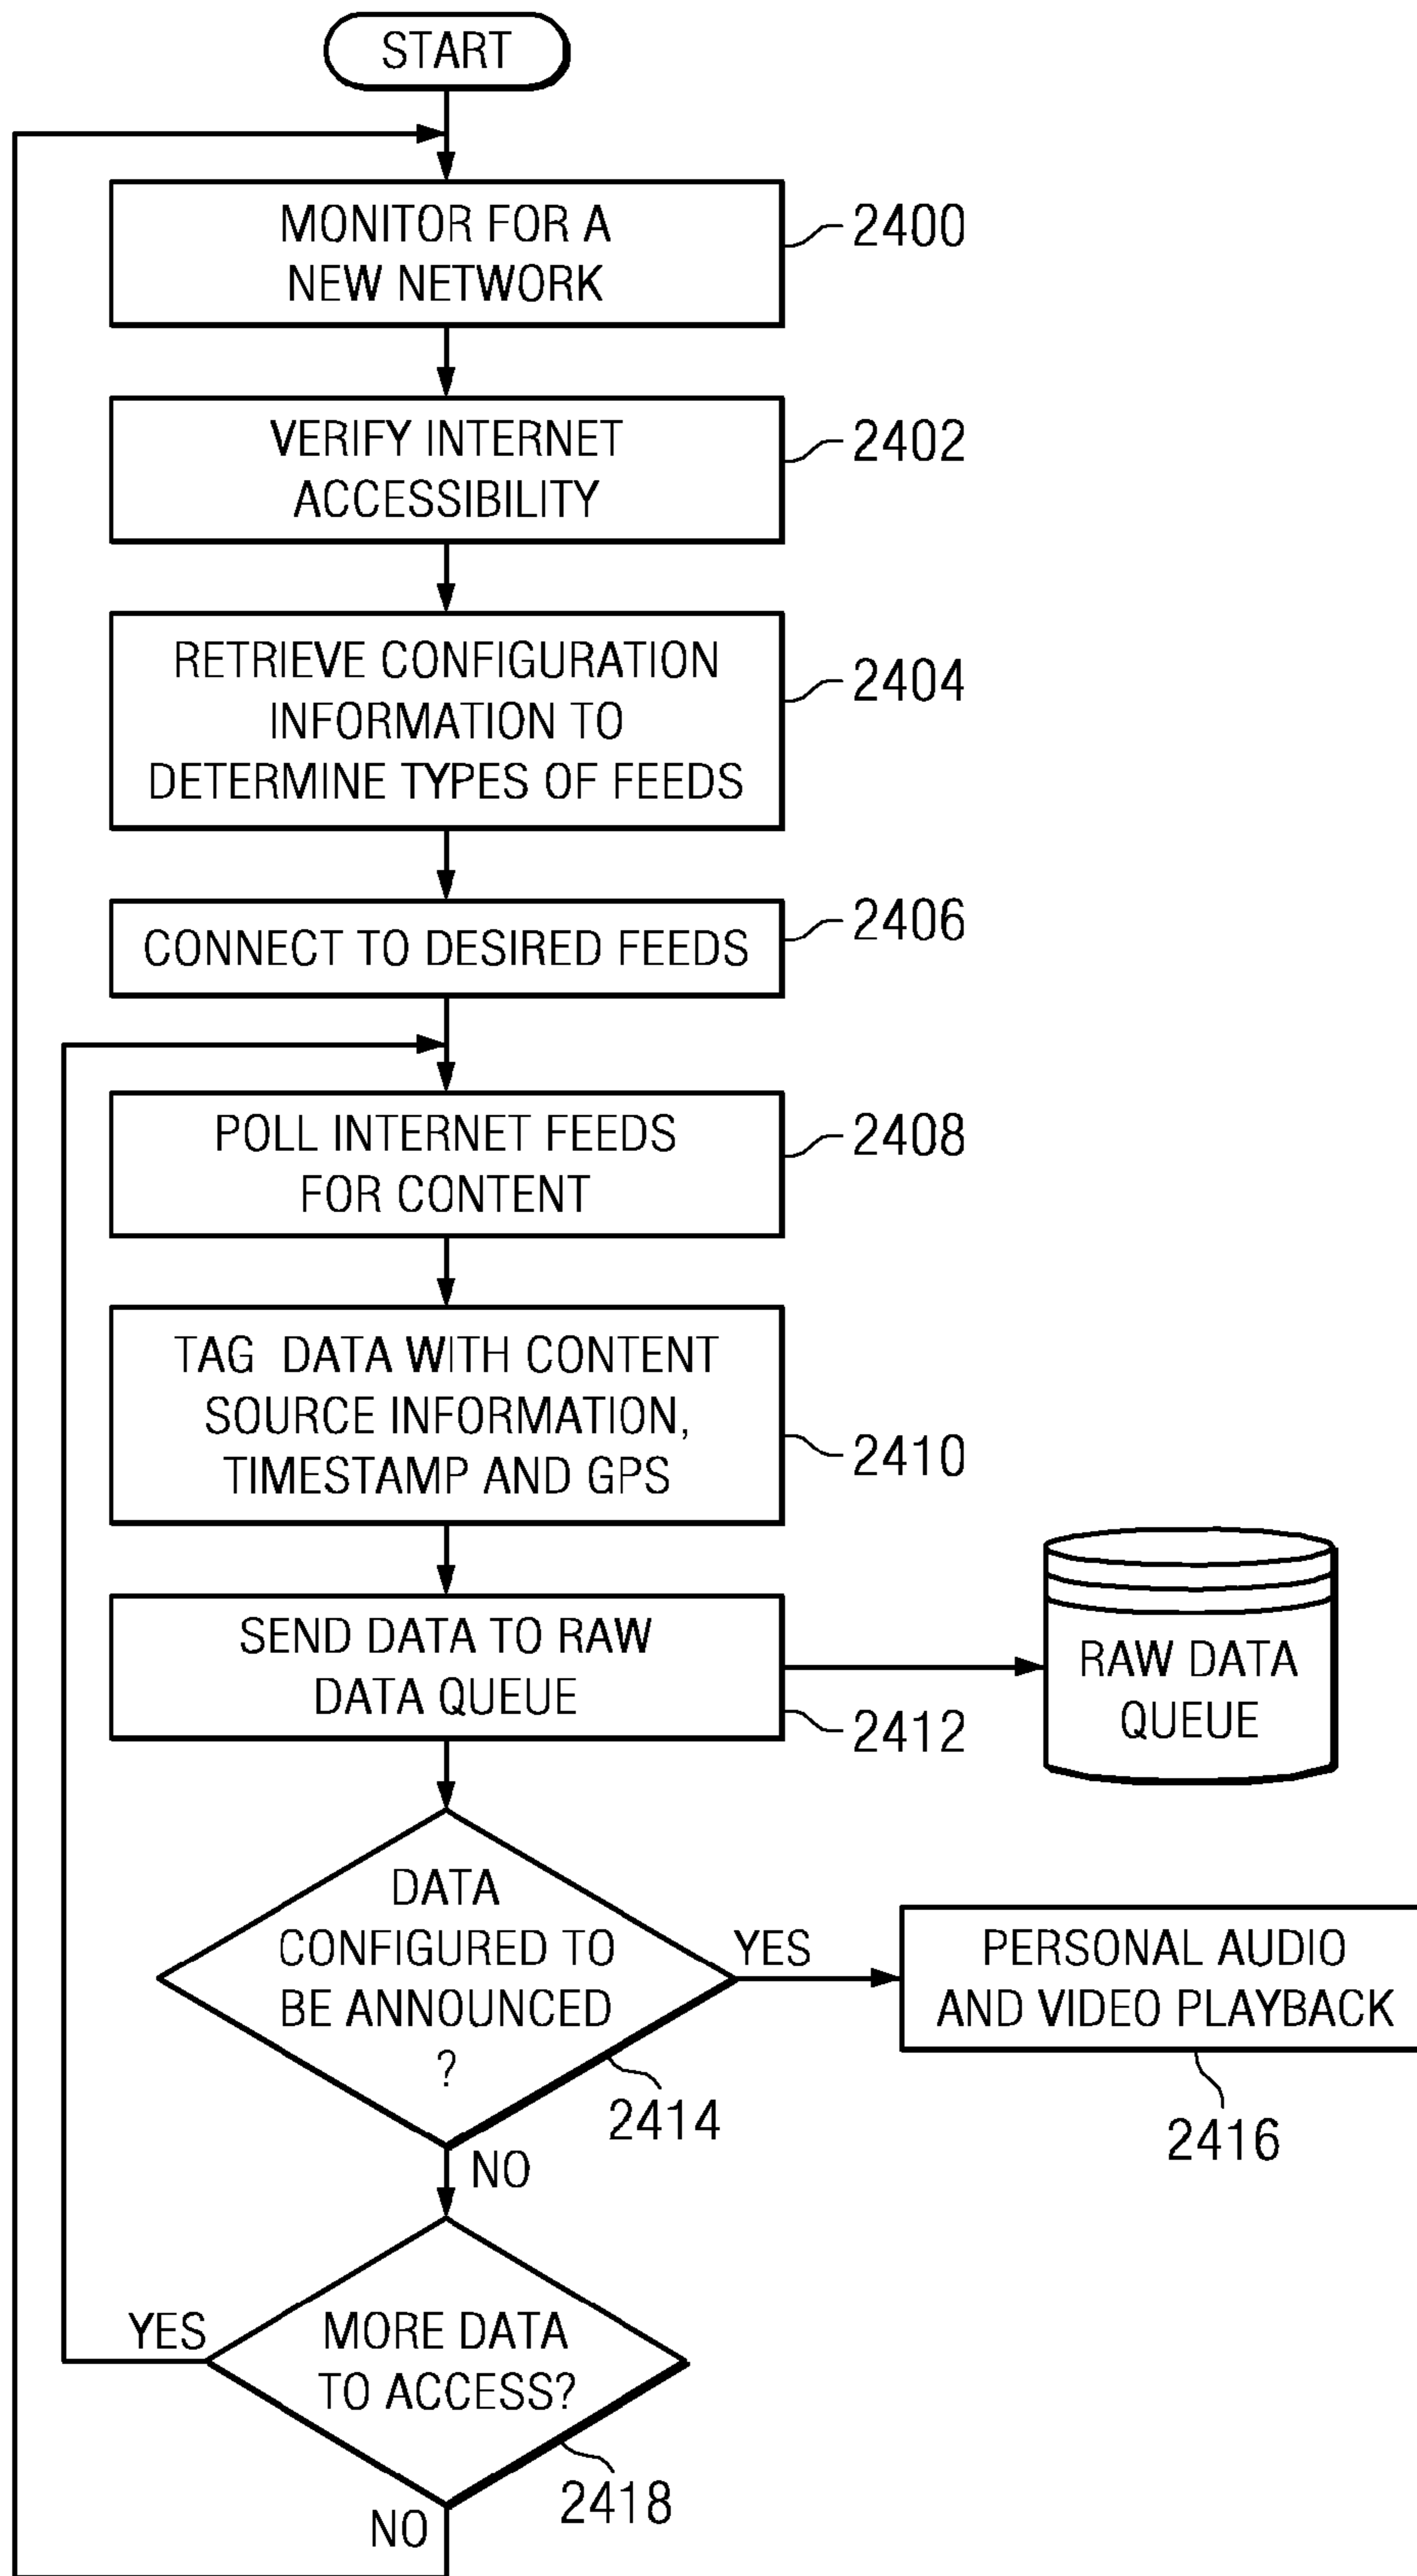 START
MONITOR FOR A
NEW NETWORK
2400
VERIFY INTERNET
ACCESSIBILITY
2402
RETRIEVE CONFIGURATION
INFORMATION TO
DETERMINE TYPES OF FEEDS
2404
CONNECT TO DESIRED FEEDS
2406
POLL INTERNET FEEDS
FOR CONTENT
2408
TAG DATA WITH CONTENT
SOURCE INFORMATION,
TIMESTAMP AND GPS
2410
SEND DATA TO RAW
DATA QUEUE
2412
RAW DATA
QUEUE
DATA
CONFIGURED TO
BE ANNOUNCED
?
2414
YES
PERSONAL AUDIO
AND VIDEO PLAYBACK
2416
NO
MORE DATA
TO ACCESS?
YES
2418
NO